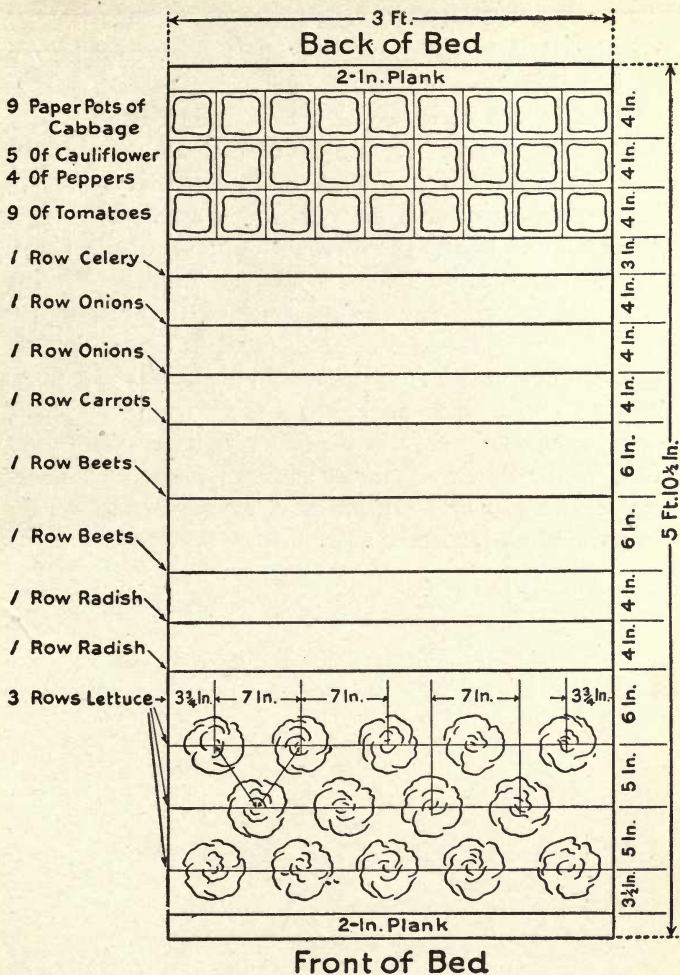 3 Ft.
Back of Bed
2-In. Plank
9 Paper Pots of
Cabbage
4 In.
5 Of Cauliflower
4 Of Peppers
4 In.
9 Of Tomatoes
4 In.
1 Row Celery
3 In.
1 Row Onions
4 In.
1 Row Onions
4 In.
1 Row Carrots
4 In.
1 Row Beets
6 In.
5 Ft. 10½ In.
1 Row Beets
6 In.
1 Row Radish
4 In.
1 Row Radish
4 In.
3 Rows Lettuce
3¾ In. 7 In. 7 In. 7 In. 3¾ In.
6 In.
5 In.
5 In.
3½ In.
2-In. Plank
Front of Bed